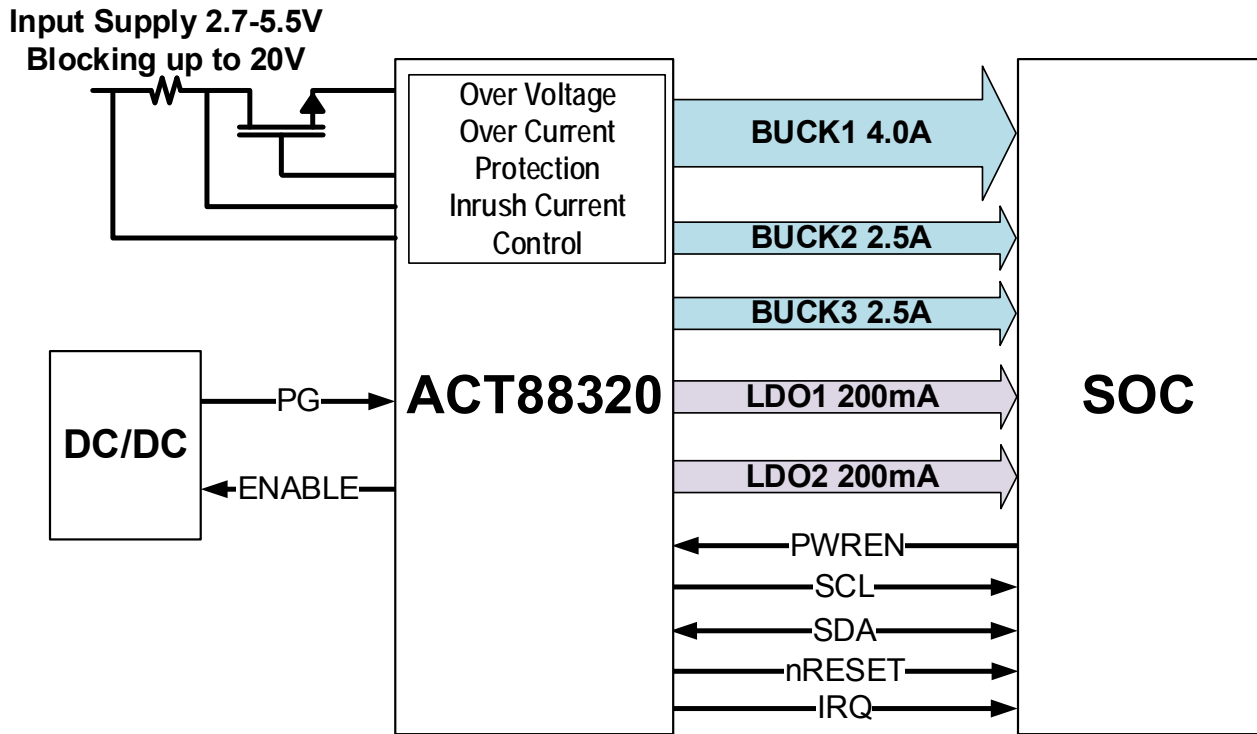 Input Supply 2.7-5.5V
Blocking up to 20V
Over Voltage
Over Current
Protection
Inrush Current
Control
BUCK1 4.0A
BUCK2 2.5A
BUCK3 2.5A
ACT88320
LDO1 200mA
LDO2 200mA
SOC
DC/DC
PG
ENABLE
PWREN
SCL
SDA
nRESET
IRQ